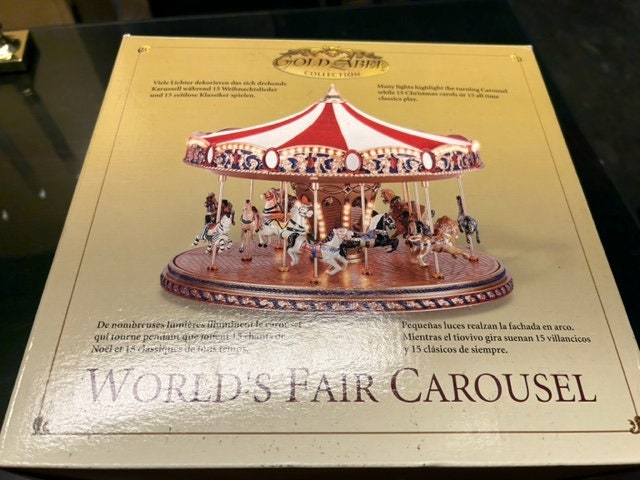 GOLD LABEL
COLLECTION
Viele Lichter dekorieren das sich drehende
Karussell während 15 Weihnachtslieder
und 15 zeitlose Klassiker spielen.
Many lights highlight the turning Carousel
while 15 Christmas carols or 15 all time
classics play.
De nombreuses lumières illuminent le carousel
qui tourne pendant que jouent 15 chants de
Noël et 15 classiques de tous temps.
Pequeñas luces realzan la fachada en arco.
Mientras el tiovivo gira suenan 15 villancicos
y 15 clásicos de siempre.
WORLD'S FAIR CAROUSEL